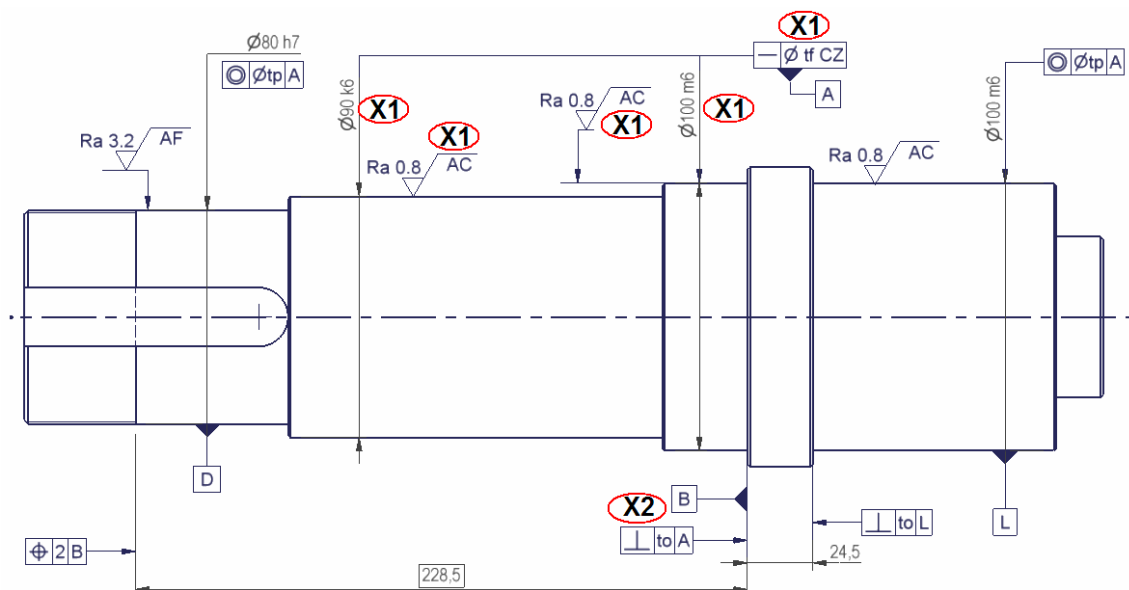 X1
Ø80 h7
— Ø tf CZ
◎ Øtp A
◎ Øtp A
A
Ra 0.8 AC
X1
Ø90 k6
X1
Ø100 m6
X1
Ø100 m6
X1
Ra 3.2 AF
Ra 0.8 AC
Ra 0.8 AC
D
X2
B
⊥ to A
⊥ to L
L
⌖ 2 B
24,5
228,5